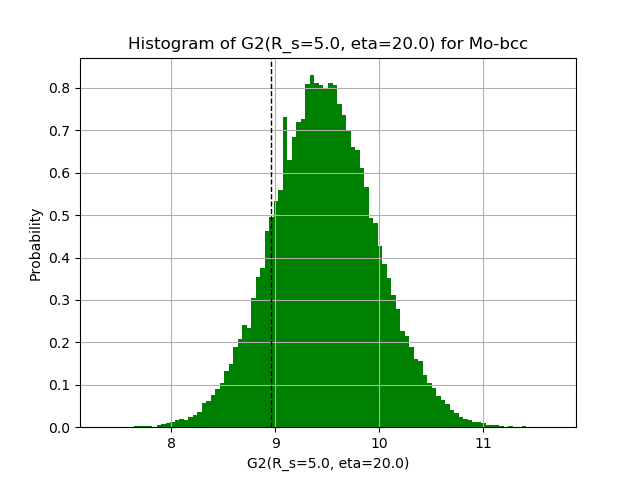 Histogram of G2(R_s=5.0, eta=20.0) for Mo-bcc
Probability
0.8
0.7
0.6
0.5
0.4
0.3
0.2
0.1
0.0
8 9 10 11
G2(R_s=5.0, eta=20.0)